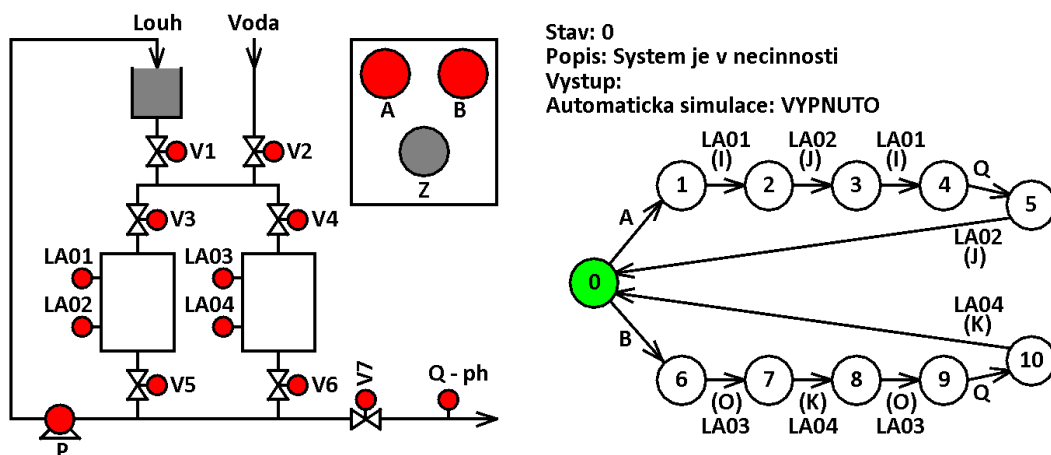 Louh
Voda
V1
V2
V3
V4
LA01
LA02
LA03
LA04
V5
V6
V7
Q - ph
P
A
B
Z
Stav: 0
Popis: System je v necinnosti
Vystup:
Automaticka simulace: VYPNUTO
LA01
(I)
LA02
(J)
LA01
(I)
Q
1
2
3
4
5
A
LA02
(J)
0
LA04
(K)
B
6
7
8
9
10
Q
(O)
LA03
(K)
LA04
(O)
LA03